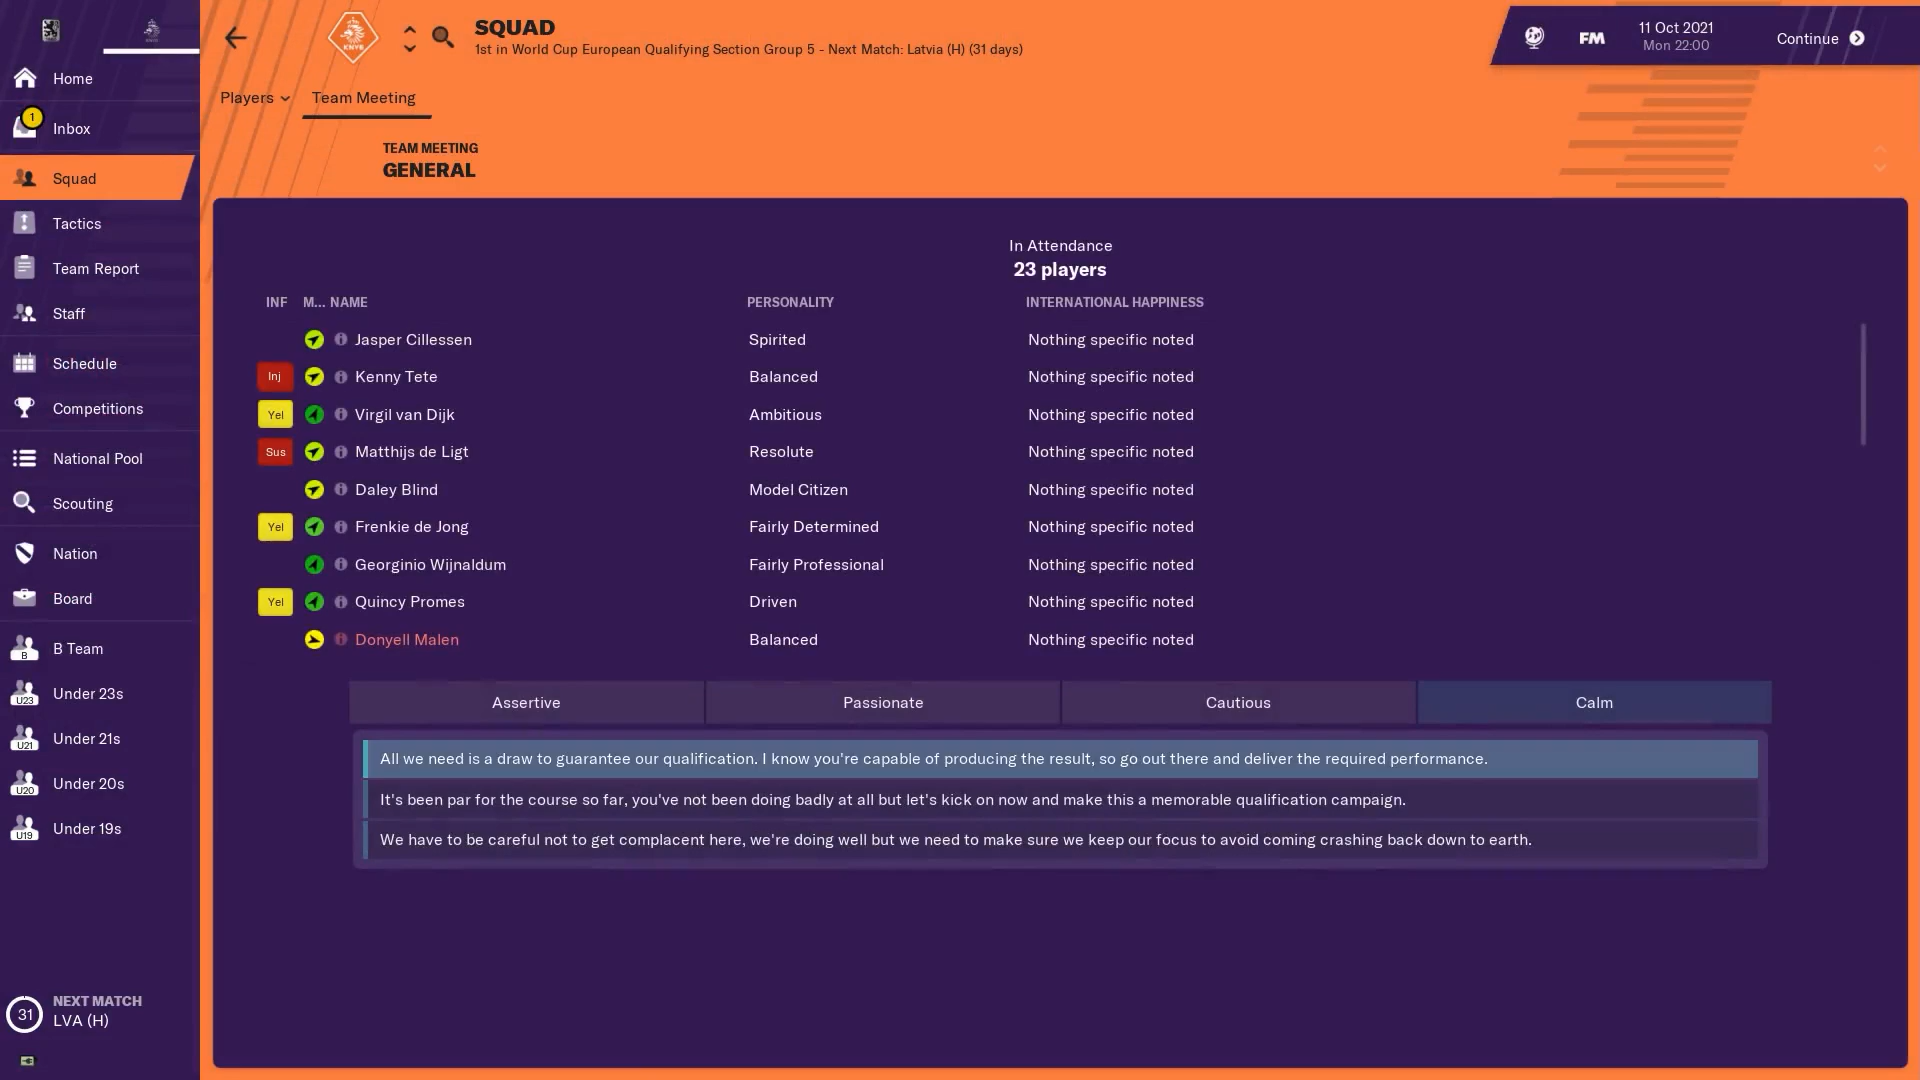 SQUAD
1st in World Cup European Qualifying Section Group 5 - Next Match: Latvia (H) (31 days)
KNVB
FM
11 Oct 2021
Mon 22:00
Continue
Players
Team Meeting
TEAM MEETING
GENERAL
Home
1
Inbox
Squad
Tactics
Team Report
Staff
Schedule
Competitions
National Pool
Scouting
Nation
Board
B
B Team
U23
Under 23s
U21
Under 21s
U20
Under 20s
U19
Under 19s
31
NEXT MATCH
LVA (H)
In Attendance
23 players
INF M... NAME PERSONALITY INTERNATIONAL HAPPINESS
Jasper Cillessen Spirited Nothing specific noted
Inj Kenny Tete Balanced Nothing specific noted
Yel Virgil van Dijk Ambitious Nothing specific noted
Sus Matthijs de Ligt Resolute Nothing specific noted
Daley Blind Model Citizen Nothing specific noted
Yel Frenkie de Jong Fairly Determined Nothing specific noted
Georginio Wijnaldum Fairly Professional Nothing specific noted
Yel Quincy Promes Driven Nothing specific noted
Donyell Malen Balanced Nothing specific noted
Assertive Passionate Cautious Calm
All we need is a draw to guarantee our qualification. I know you're capable of producing the result, so go out there and deliver the required performance.
It's been par for the course so far, you've not been doing badly at all but let's kick on now and make this a memorable qualification campaign.
We have to be careful not to get complacent here, we're doing well but we need to make sure we keep our focus to avoid coming crashing back down to earth.